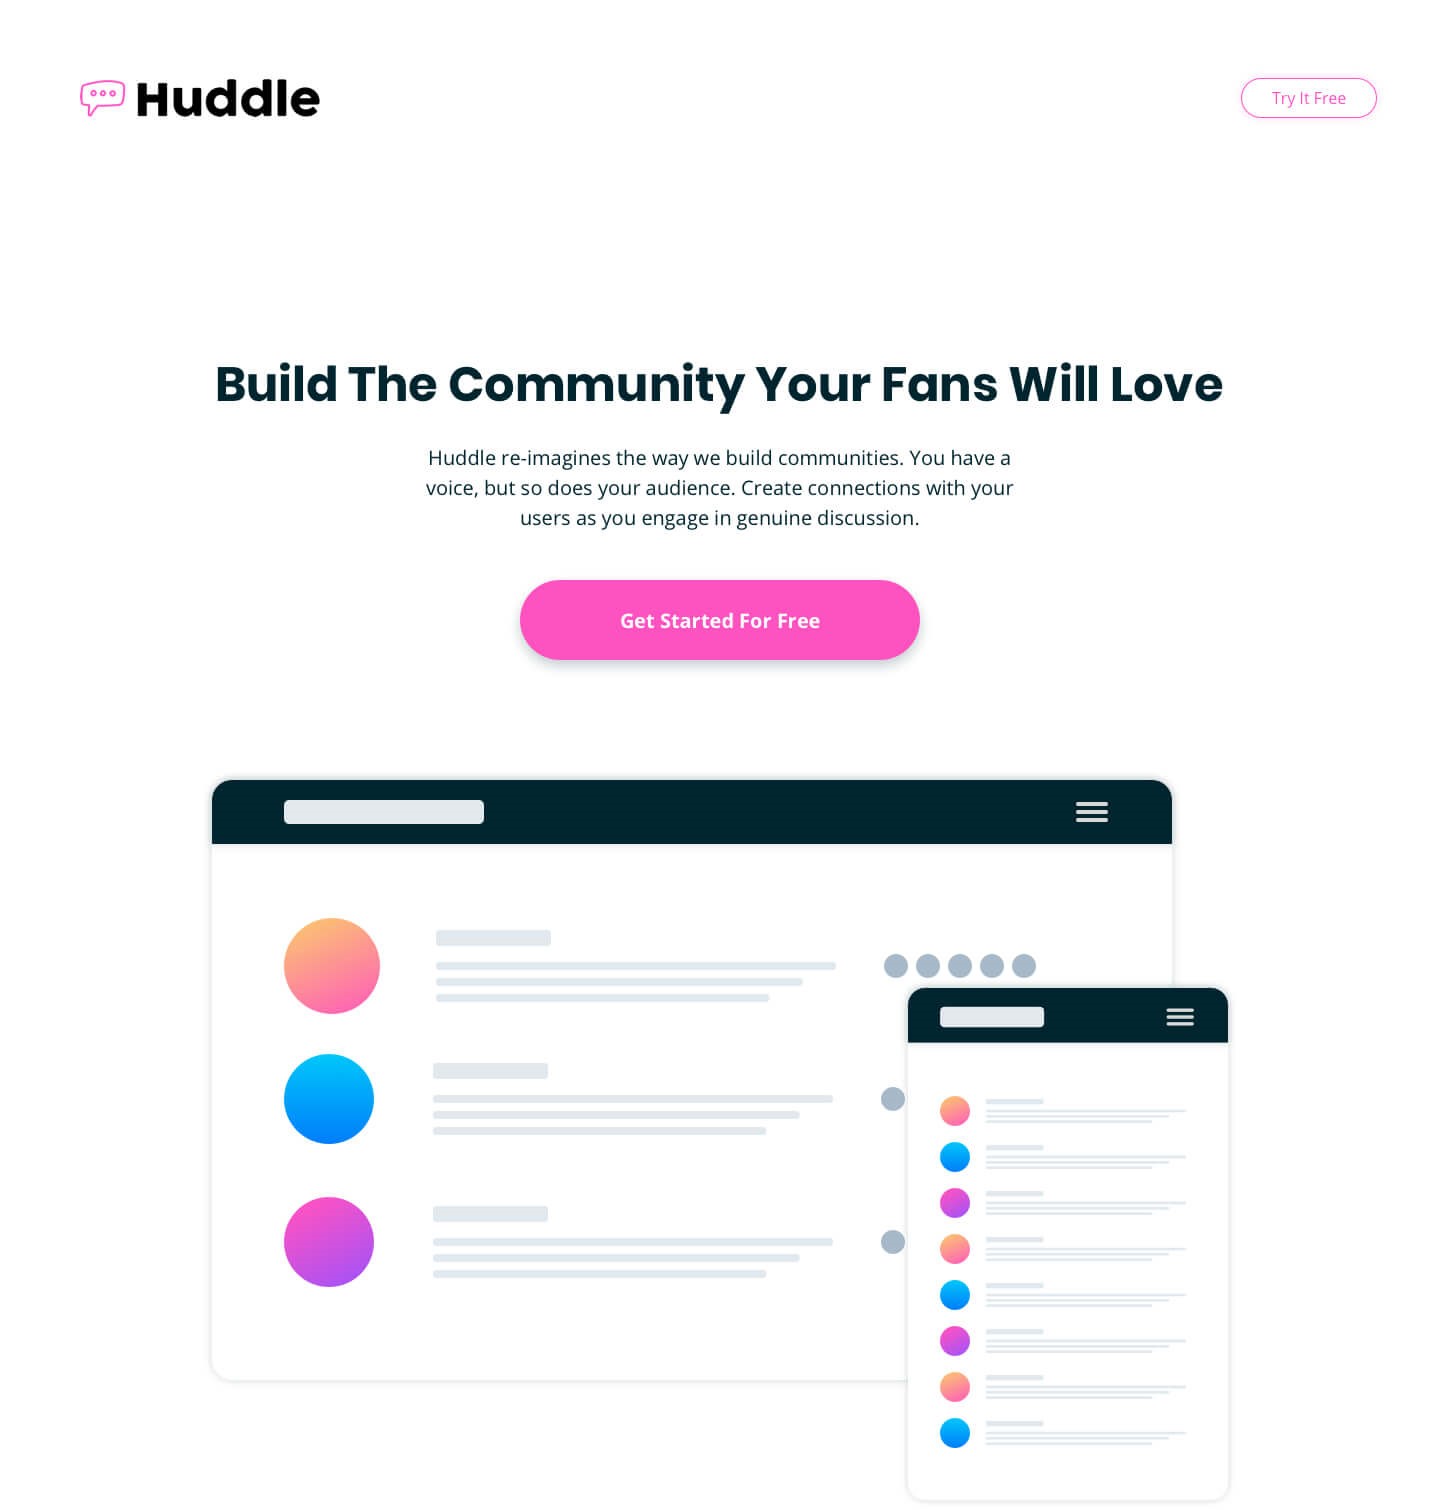 Huddle
Try It Free
Build The Community Your Fans Will Love
Huddle re-imagines the way we build communities. You have a
voice, but so does your audience. Create connections with your
users as you engage in genuine discussion.
Get Started For Free